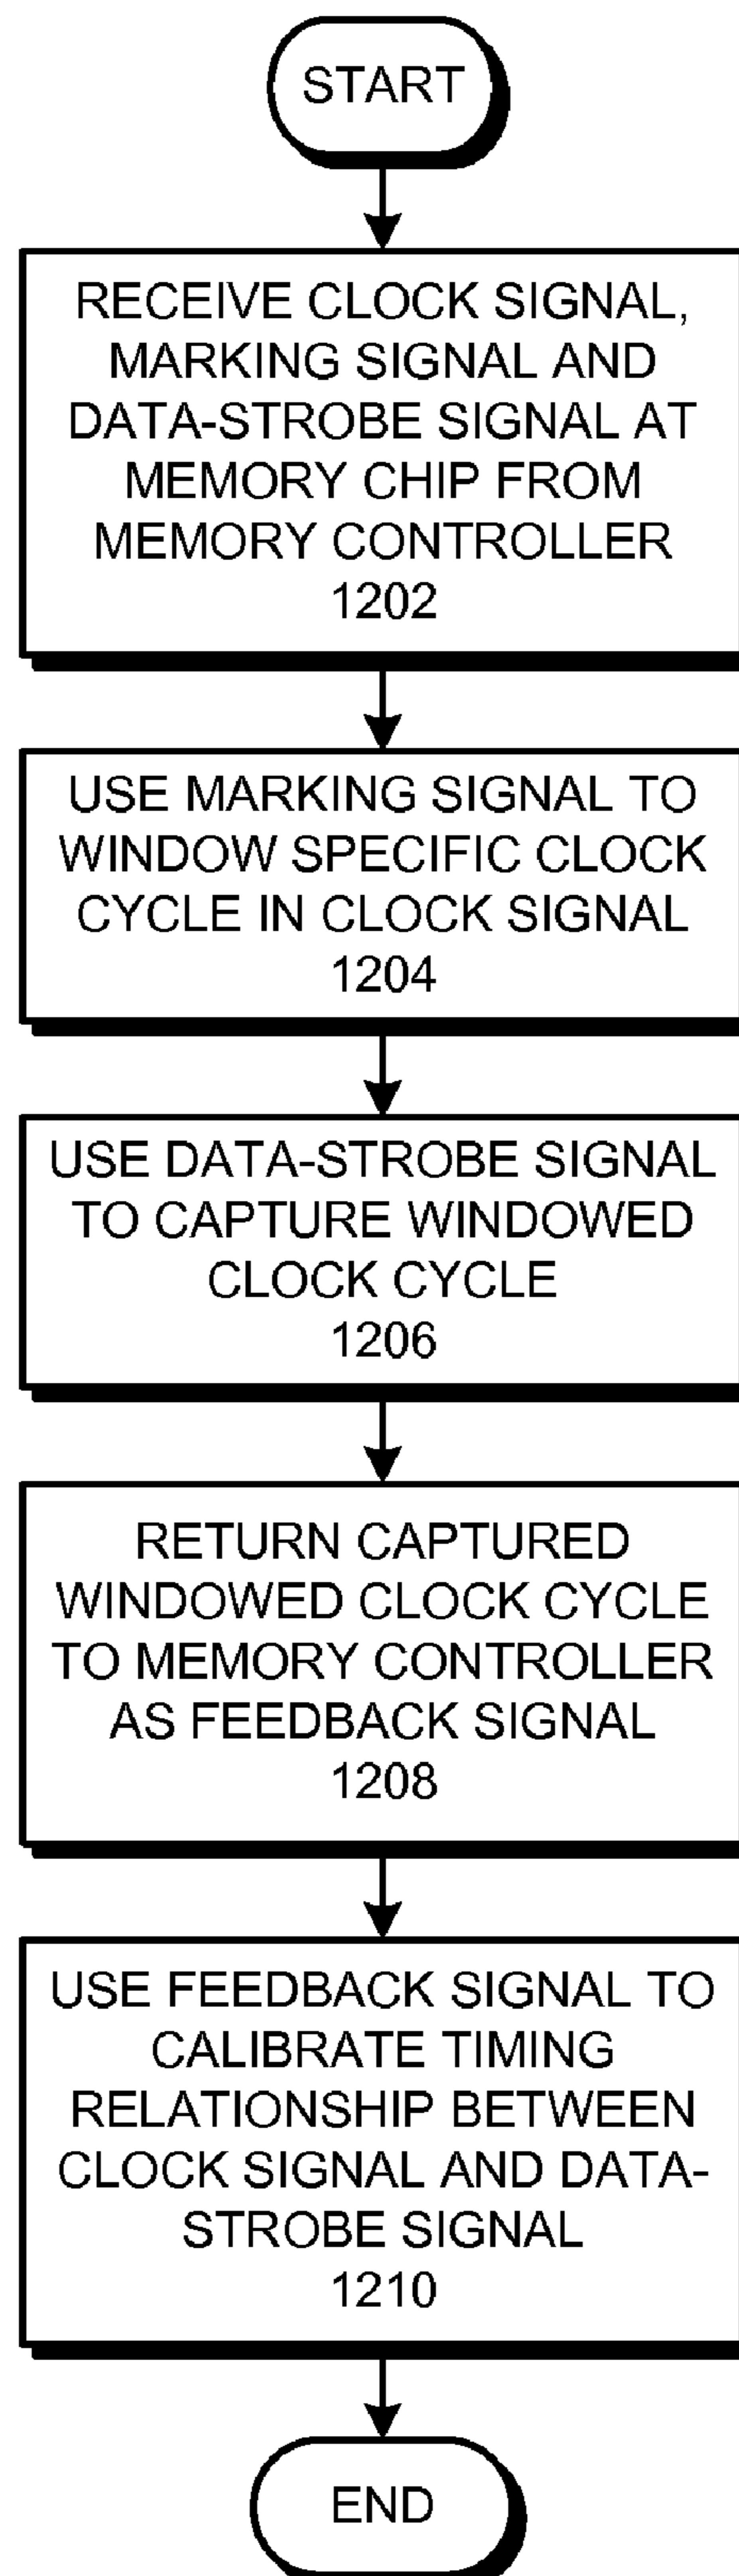 START
RECEIVE CLOCK SIGNAL,
MARKING SIGNAL AND
DATA-STROBE SIGNAL AT
MEMORY CHIP FROM
MEMORY CONTROLLER
1202
USE MARKING SIGNAL TO
WINDOW SPECIFIC CLOCK
CYCLE IN CLOCK SIGNAL
1204
USE DATA-STROBE SIGNAL
TO CAPTURE WINDOWED
CLOCK CYCLE
1206
RETURN CAPTURED
WINDOWED CLOCK CYCLE
TO MEMORY CONTROLLER
AS FEEDBACK SIGNAL
1208
USE FEEDBACK SIGNAL TO
CALIBRATE TIMING
RELATIONSHIP BETWEEN
CLOCK SIGNAL AND DATA-
STROBE SIGNAL
1210
END